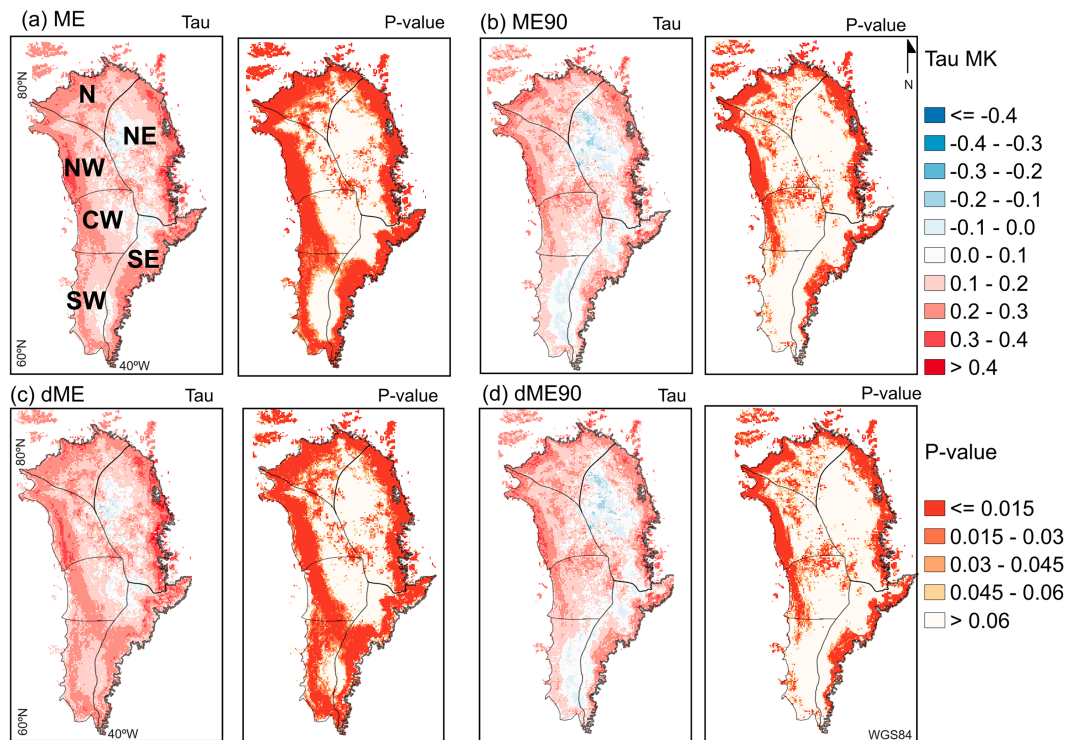 (a) ME
Tau
P-value
(b) ME90
Tau
P-value
80ºN
N
NE
NW
CW
SE
SW
60ºN
40ºW
N
Tau MK
<= -0.4
-0.4 - -0.3
-0.3 - -0.2
-0.2 - -0.1
-0.1 - 0.0
0.0 - 0.1
0.1 - 0.2
0.2 - 0.3
0.3 - 0.4
> 0.4
(c) dME
Tau
P-value
(d) dME90
Tau
P-value
80ºN
60ºN
40ºW
WGS84
P-value
<= 0.015
0.015 - 0.03
0.03 - 0.045
0.045 - 0.06
> 0.06